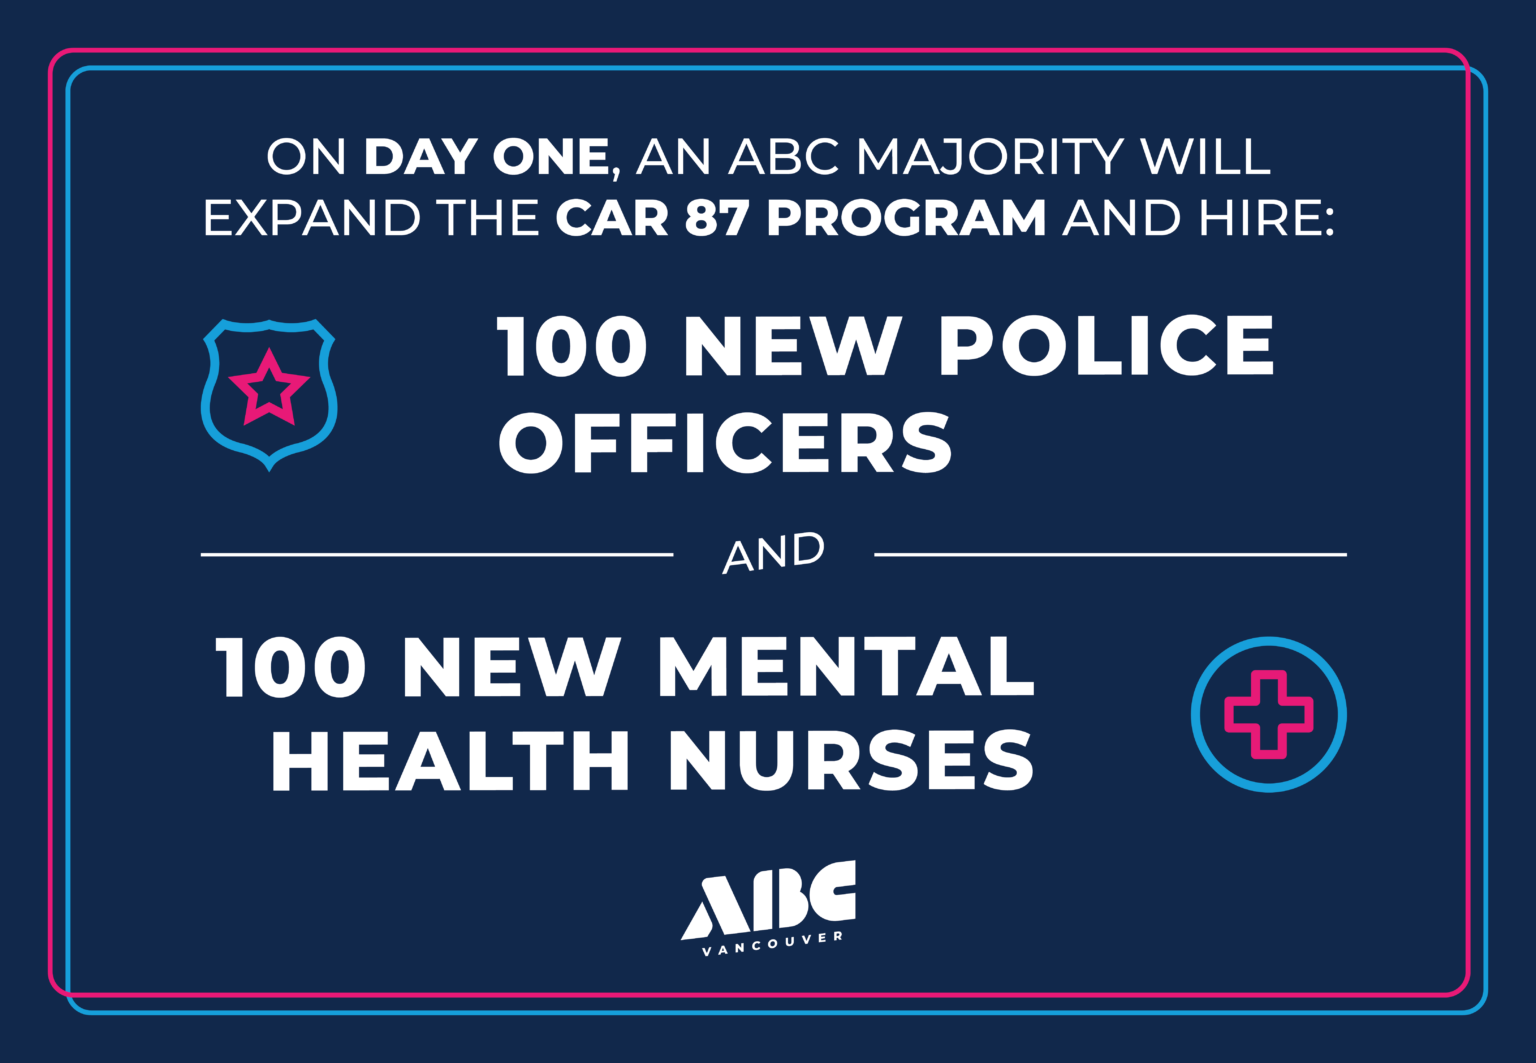 ON DAY ONE, AN ABC MAJORITY WILL
EXPAND THE CAR 87 PROGRAM AND HIRE:
100 NEW POLICE
OFFICERS
AND
100 NEW MENTAL
HEALTH NURSES
ABC
VANCOUVER